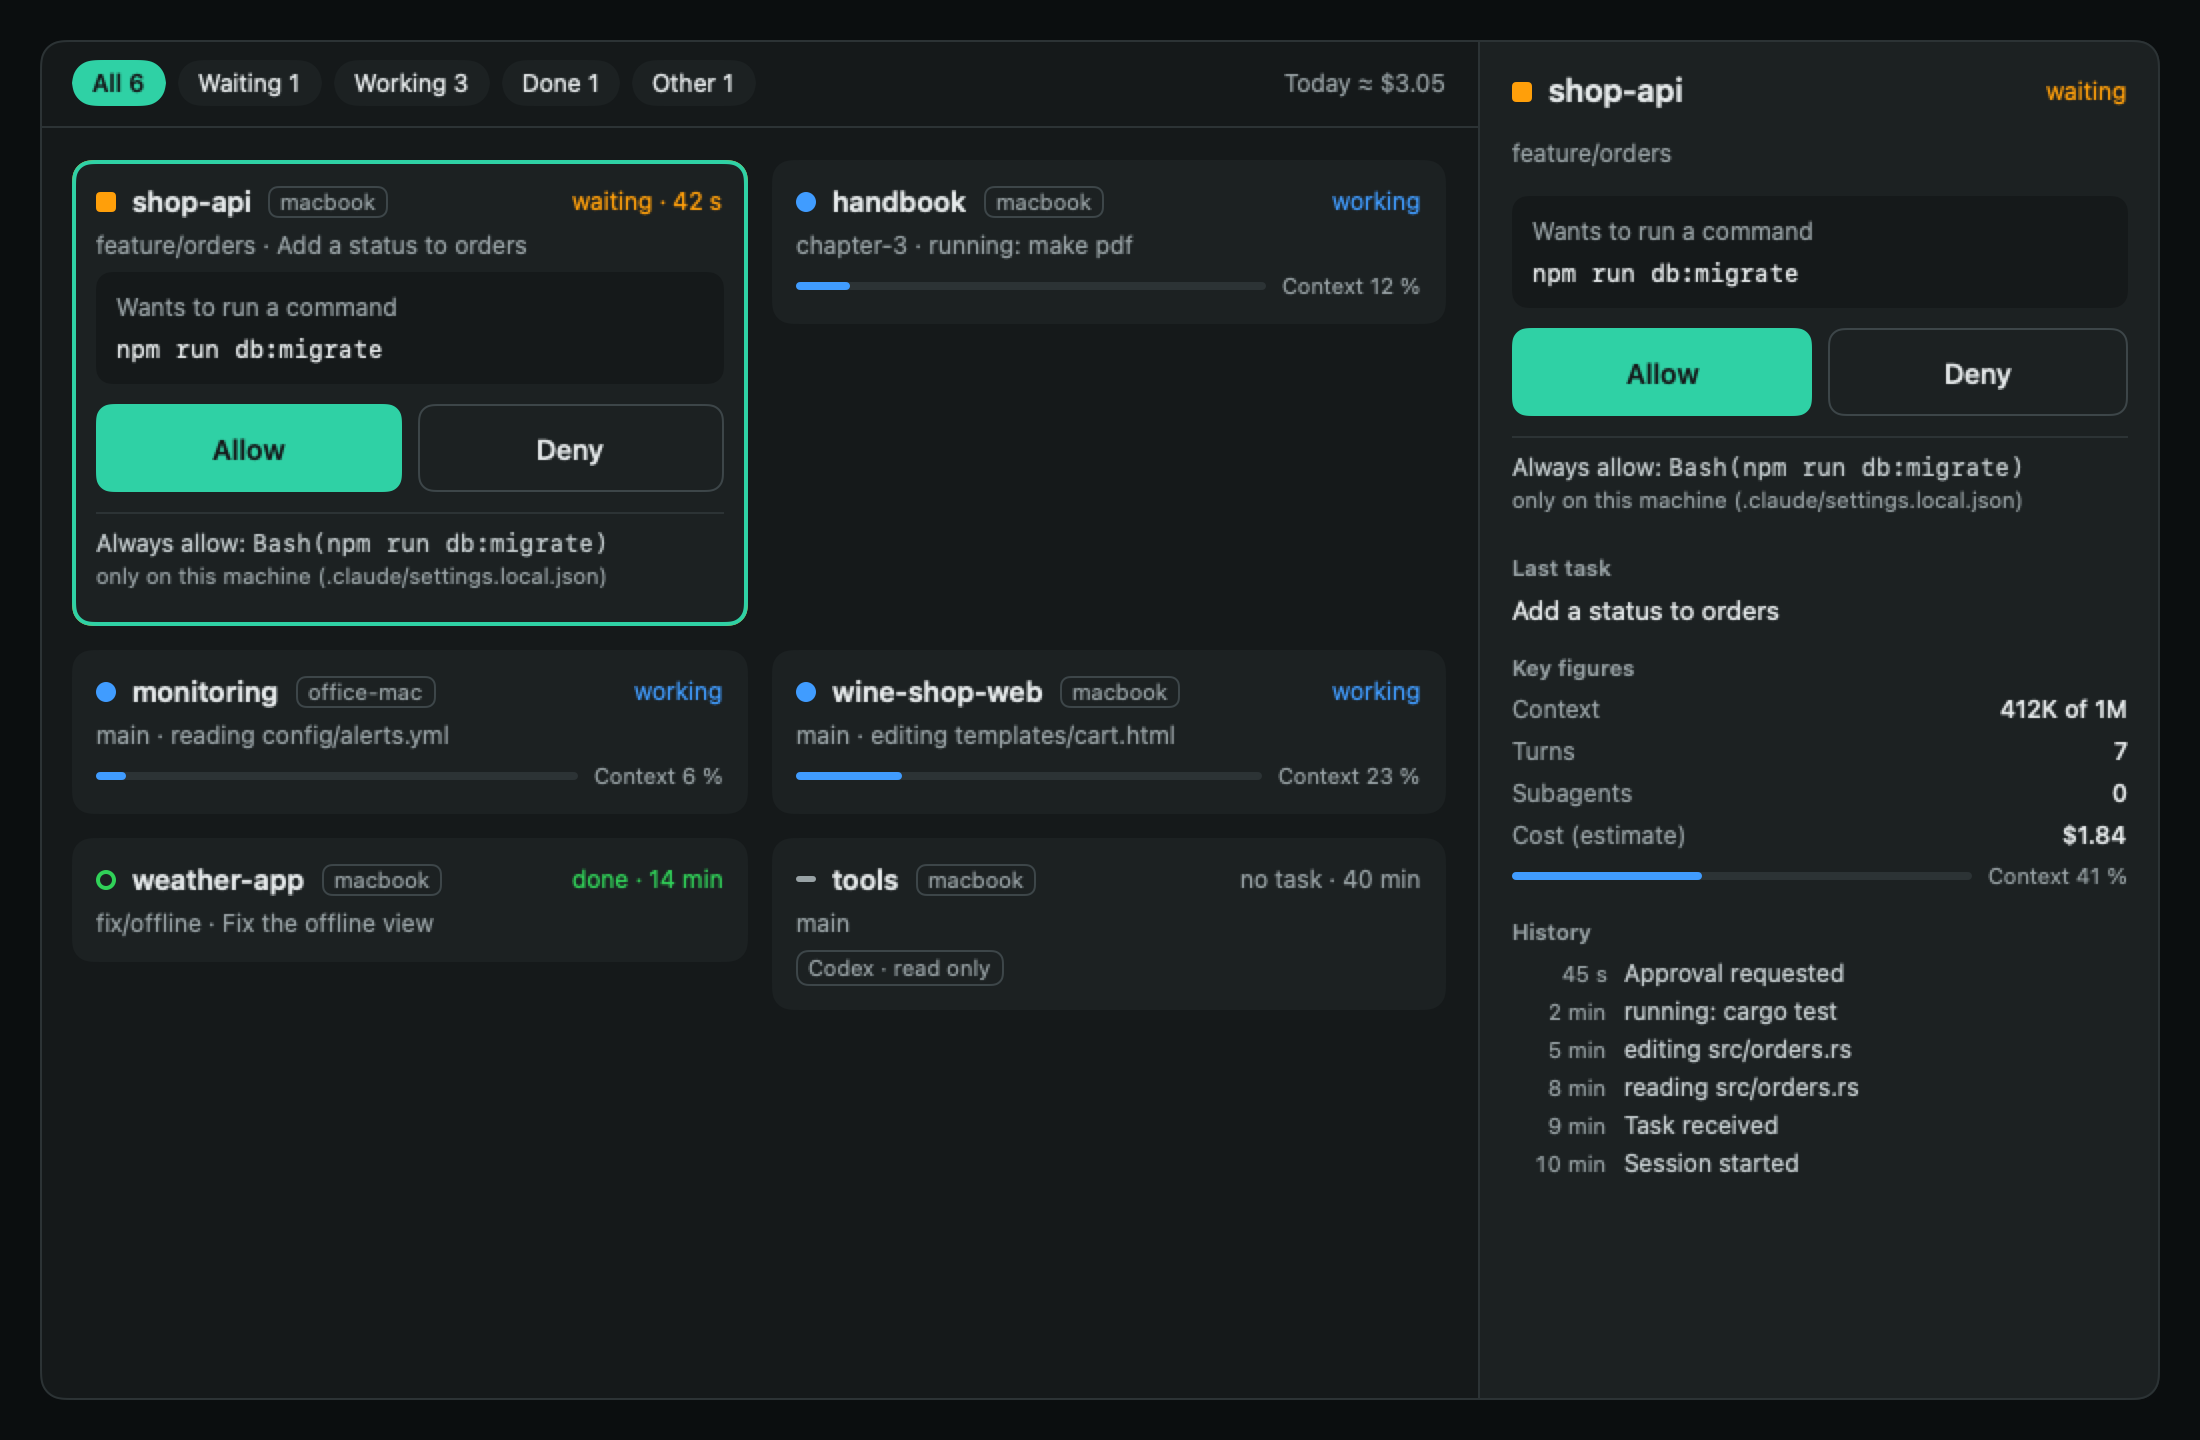 All 6 Waiting 1 Working 3 Done 1 Other 1 Today ≈ $3.05
shop-api macbook waiting · 42 s
feature/orders · Add a status to orders
Wants to run a command
npm run db:migrate
Allow Deny
Always allow: Bash(npm run db:migrate)
only on this machine (.claude/settings.local.json)
handbook macbook working
chapter-3 · running: make pdf
Context 12 %
monitoring office-mac working
main · reading config/alerts.yml
Context 6 %
wine-shop-web macbook working
main · editing templates/cart.html
Context 23 %
weather-app macbook done · 14 min
fix/offline · Fix the offline view
tools macbook no task · 40 min
main
Codex · read only
shop-api waiting
feature/orders
Wants to run a command
npm run db:migrate
Allow Deny
Always allow: Bash(npm run db:migrate)
only on this machine (.claude/settings.local.json)
Last task
Add a status to orders
Key figures
Context 412K of 1M
Turns 7
Subagents 0
Cost (estimate) $1.84
Context 41 %
History
45 s Approval requested
2 min running: cargo test
5 min editing src/orders.rs
8 min reading src/orders.rs
9 min Task received
10 min Session started